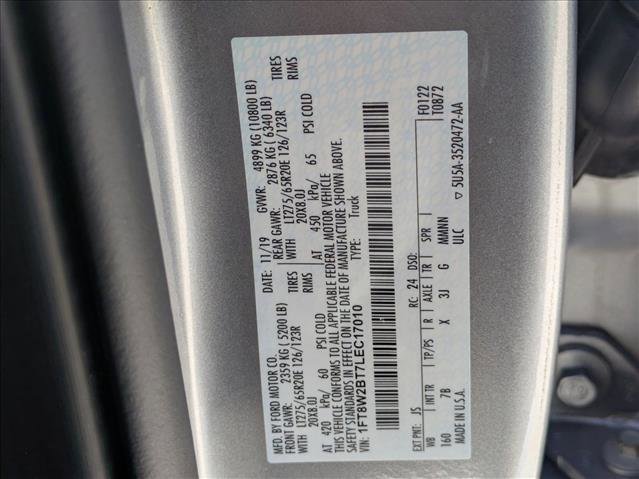 MFD. BY FORD MOTOR CO.
DATE: 11/19 GVWR: 4899 KG (10800 LB)
FRONT GAWR: 2359 KG ( 5200 LB) REAR GAWR: 2876 KG ( 6340 LB)
LT275/65R20E 126/123R TIRES WITH LT275/65R20E 126/123R TIRES
20X8.0J RIMS 20X8.0J RIMS
AT 420 kPa/ 60 PSI COLD AT 450 kPa/ 65 PSI COLD
THIS VEHICLE CONFORMS TO ALL APPLICABLE FEDERAL MOTOR VEHICLE
SAFETY STANDARDS IN EFFECT ON THE DATE OF MANUFACTURE SHOWN ABOVE.
VIN: 1FT8W2BT7LEC17010 TYPE: Truck
F0122
T0872
EXT PNT: JS RC: 24 DSO:
WB INT TR TP/PS R AXLE TR SPR
160 7B X 3J G MMNN
MADE IN U.S.A. ULC
▽ 5U5A-3520472-AA